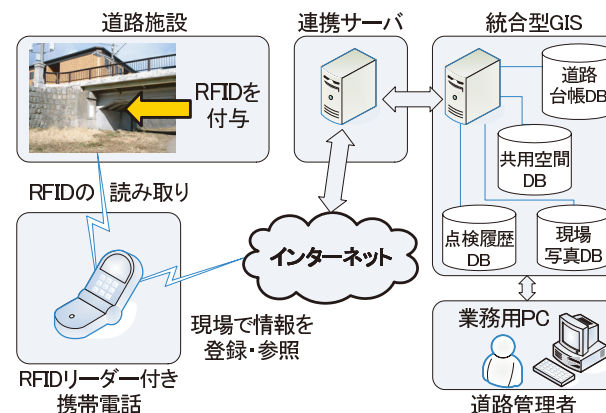 道路施設
連携サーバ
統合型GIS
RFIDを
付与
道路
台帳DB
共用空間
DB
点検履歴
DB
現場
写真DB
RFIDの 読み取り
インターネット
現場で情報を
登録・参照
業務用PC
RFIDリーダー付き
携帯電話
道路管理者